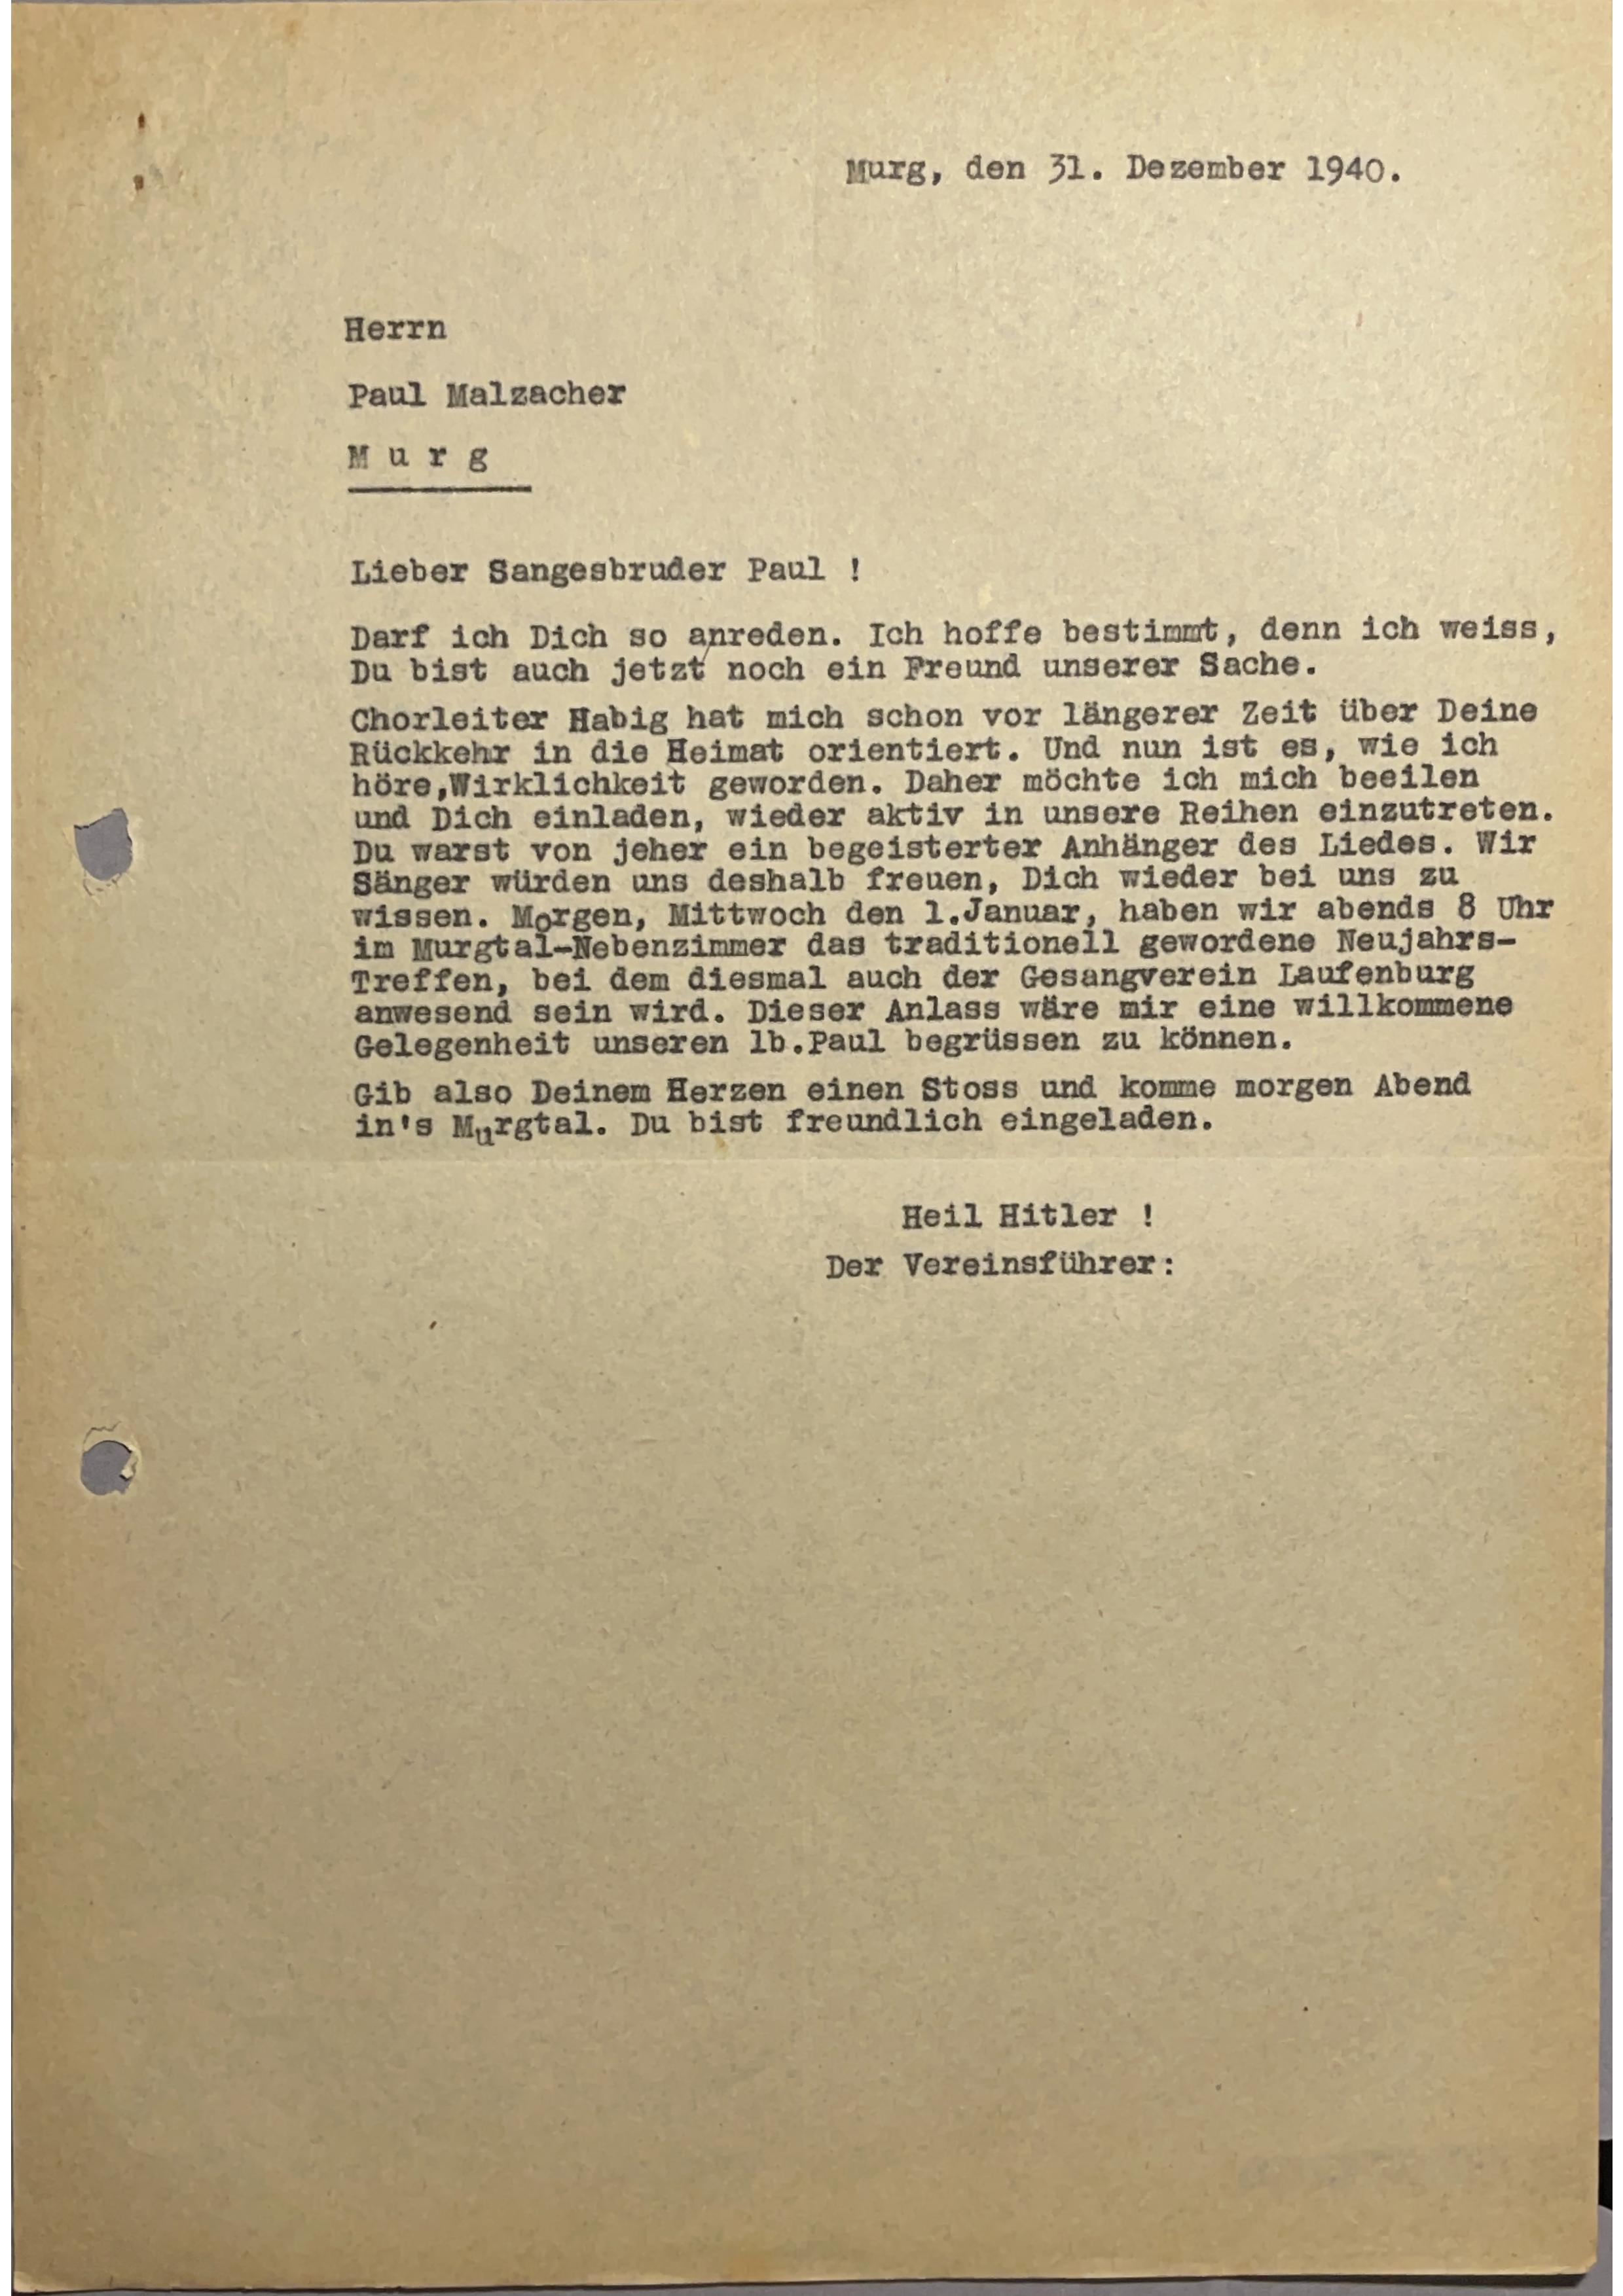 Murg, den 31. Dezember 1940.
Herrn
Paul Malzacher
M u r g
Lieber Sangesbruder Paul !
Darf ich Dich so anreden. Ich hoffe bestimmt, denn ich weiss,
Du bist auch jetzt noch ein Freund unserer Sache.
Chorleiter Habig hat mich schon vor längerer Zeit über Deine
Rückkehr in die Heimat orientiert. Und nun ist es, wie ich
höre,Wirklichkeit geworden. Daher möchte ich mich beeilen
und Dich einladen, wieder aktiv in unsere Reihen einzutreten.
Du warst von jeher ein begeisterter Anhänger des Liedes. Wir
Sänger würden uns deshalb freuen, Dich wieder bei uns zu
wissen. Morgen, Mittwoch den 1.Januar, haben wir abends 8 Uhr
im Murgtal-Nebenzimmer das traditionell gewordene Neujahrs-
Treffen, bei dem diesmal auch der Gesangverein Laufenburg
anwesend sein wird. Dieser Anlass wäre mir eine willkommene
Gelegenheit unseren lb.Paul begrüssen zu können.
Gib also Deinem Herzen einen Stoss und komme morgen Abend
in's Murgtal. Du bist freundlich eingeladen.
Heil Hitler !
Der Vereinsführer: